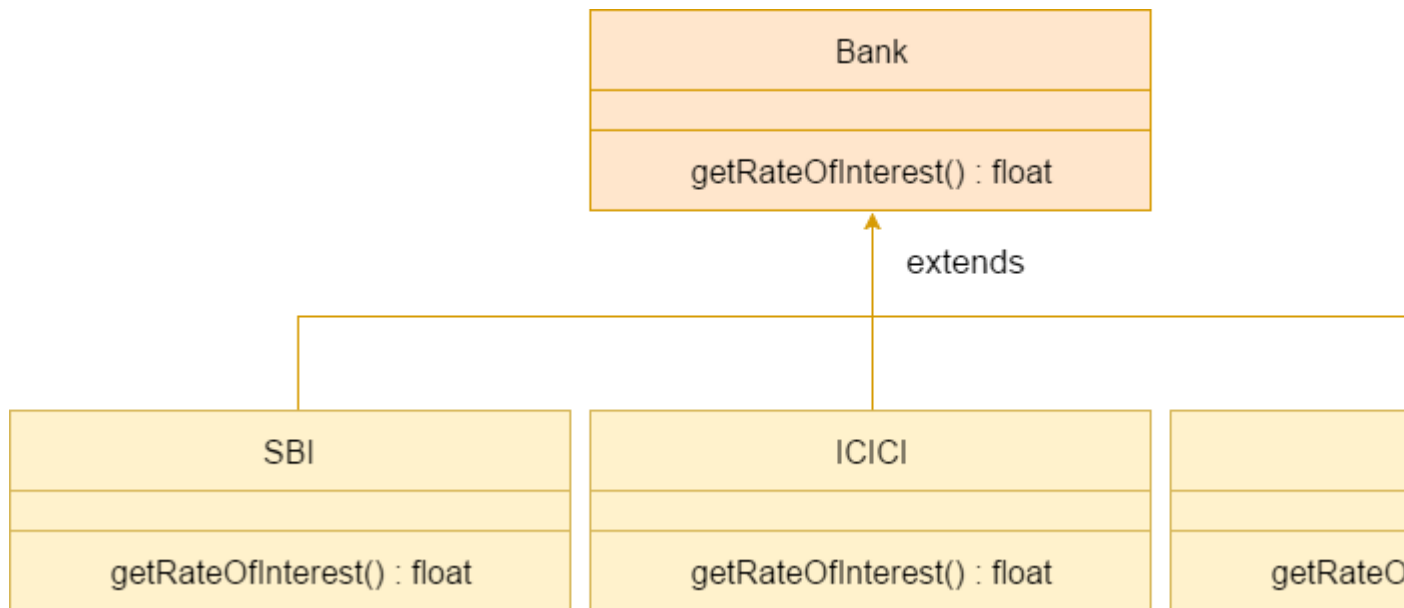 Bank
getRateOfInterest() : float
extends
SBI
ICICI
getRateOfInterest() : float
getRateOfInterest() : float